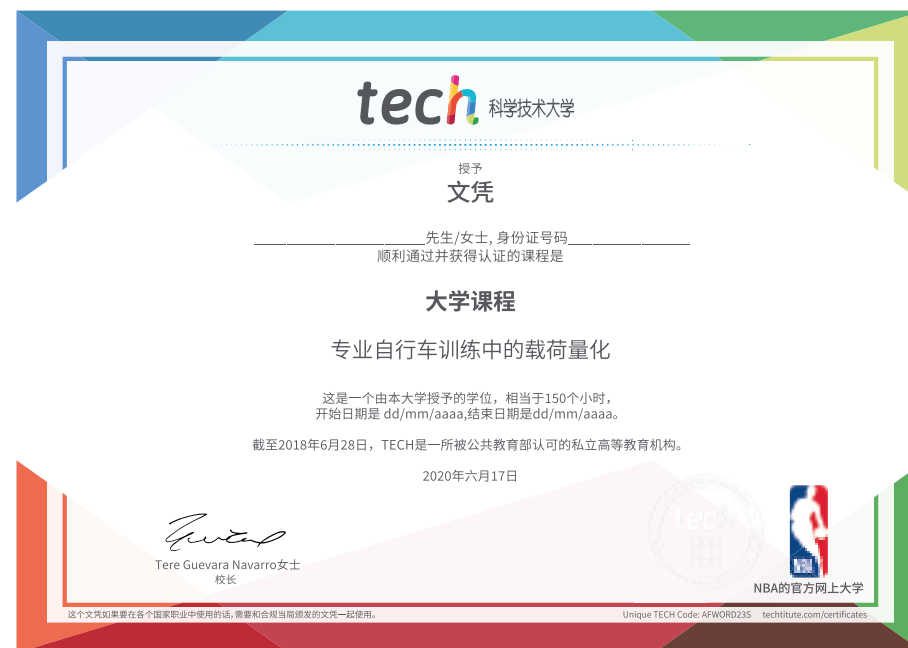 tech 科学技术大学
授予
文凭
______________________先生/女士, 身份证号码________________
顺利通过并获得认证的课程是
大学课程
专业自行车训练中的载荷量化
这是一个由本大学授予的学位，相当于150个小时，
开始日期是 dd/mm/aaaa,结束日期是dd/mm/aaaa。
截至2018年6月28日，TECH是一所被公共教育部认可的私立高等教育机构。
2020年六月17日
tech
Tere Guevara Navarro女士
校长
NBA的官方网上大学
这个文凭如果要在各个国家职业中使用的话,需要和合规当局颁发的文凭一起使用。
Unique TECH Code: AFWORD23S techtitute.com/certificates